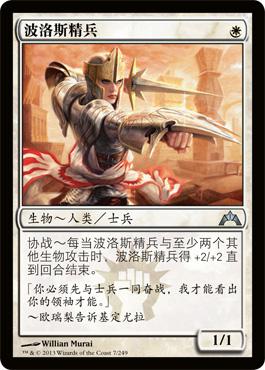 波洛斯精兵
生物～人类／士兵
协战～每当波洛斯精兵与至少两个其
他生物攻击时，波洛斯精兵得 +2/+2 直
到回合结束。
「你必须先与士兵一同奋战，我才能看出
你的领袖才能。」
～欧瑞梨告诉基定尤拉
1/1
Willian Murai
™ & © 2013 Wizards of the Coast 7/249